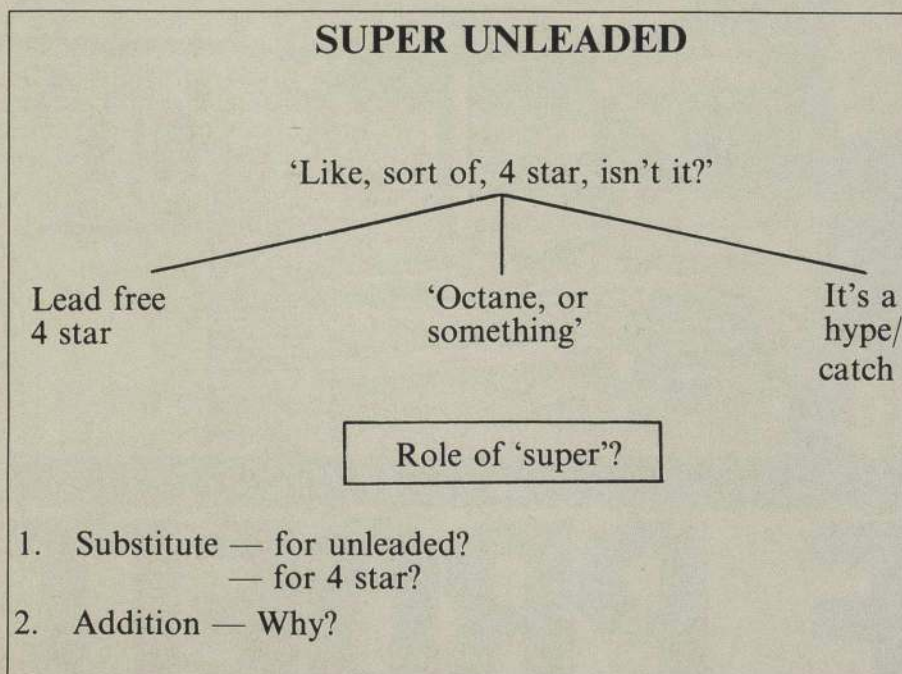 SUPER UNLEADED
‘Like, sort of, 4 star, isn't it?’
Lead free
4 star
‘Octane, or
something’
It's a
hype/
catch
Role of ‘super’?
1. Substitute — for unleaded?
— for 4 star?
2. Addition — Why?